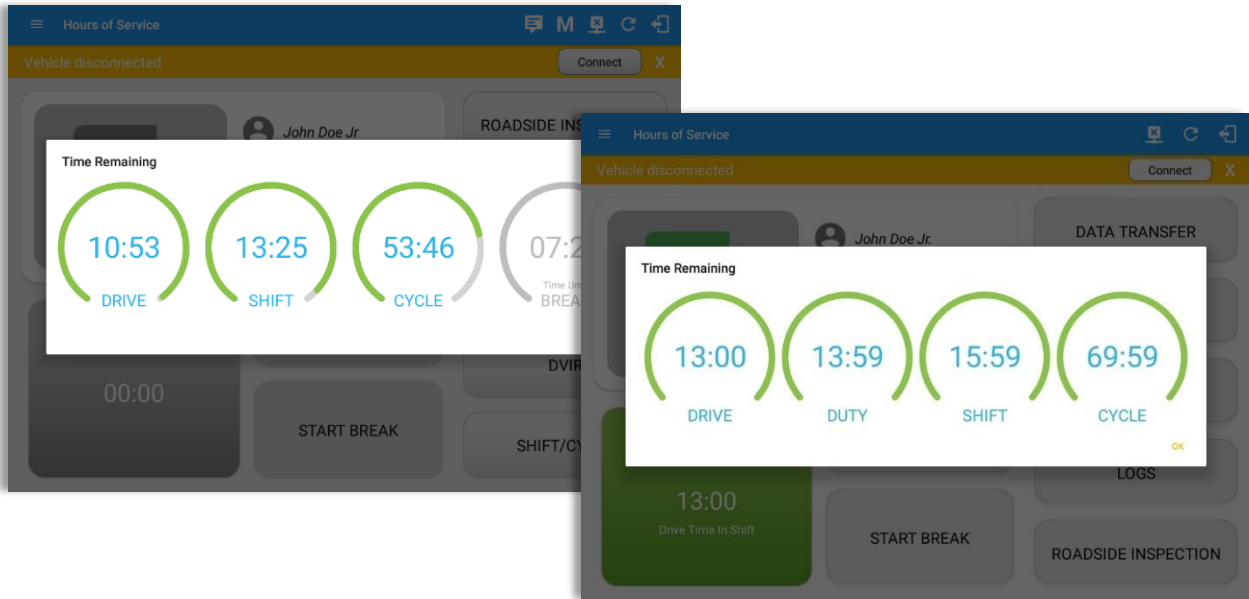 Hours of Service
M
Vehicle disconnected
Connect
X
John Doe Jr
ROADSIDE
Time Remaining
10:53
DRIVE
13:25
SHIFT
53:46
CYCLE
Time
00:00
START BREAK
DVIR
Hours of Service
Vehicle disconnected
Connect
X
John Doe Jr.
DATA TRANSFER
Time Remaining
13:00
DRIVE
13:59
DUTY
15:59
SHIFT
69:59
CYCLE
OK
LOGS
13:00
Drive Time In Shift
START BREAK
ROADSIDE INSPECTION